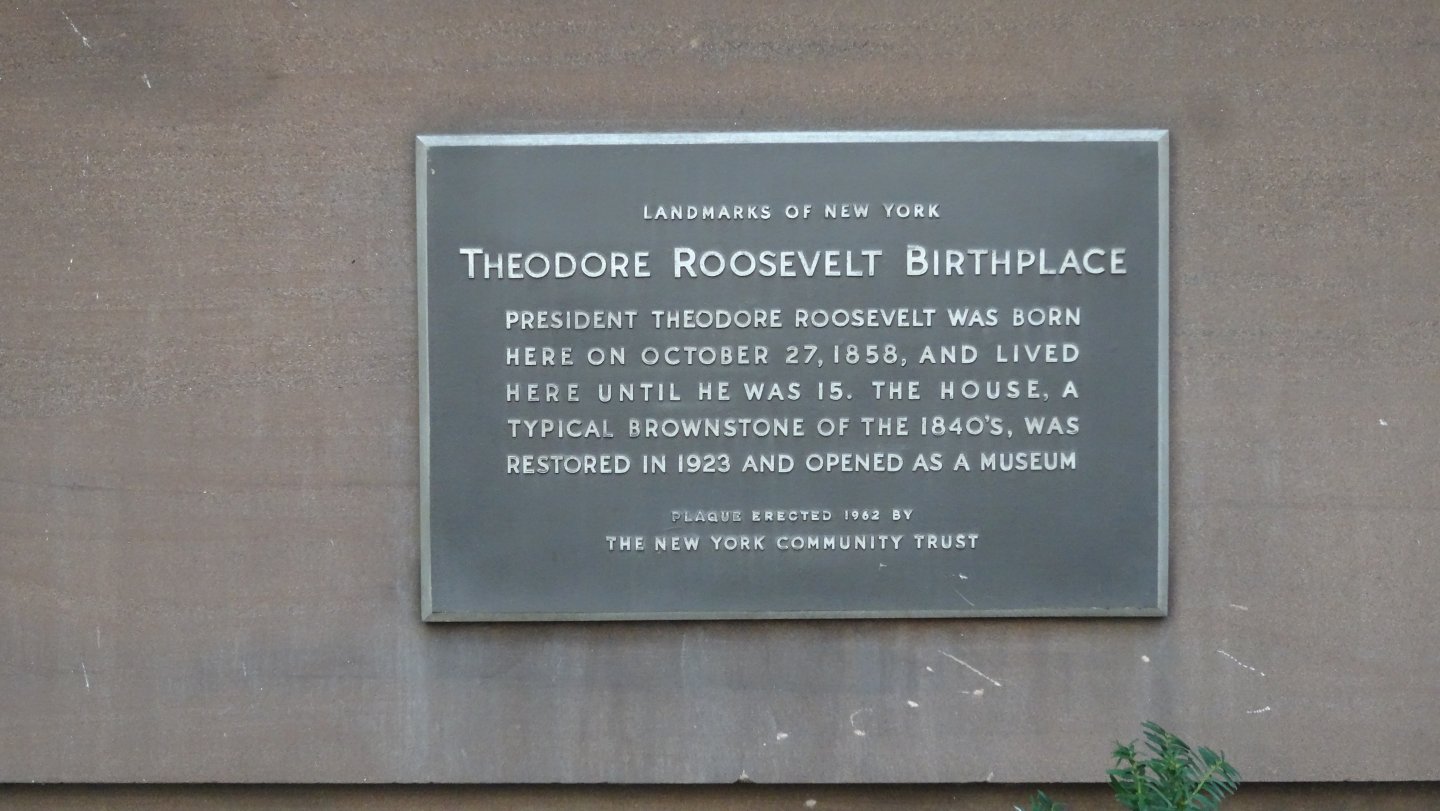 LANDMARKS OF NEW YORK
THEODORE ROOSEVELT BIRTHPLACE
PRESIDENT THEODORE ROOSEVELT WAS BORN
HERE ON OCTOBER 27, 1858, AND LIVED
HERE UNTIL HE WAS 15. THE HOUSE, A
TYPICAL BROWNSTONE OF THE 1840'S, WAS
RESTORED IN 1923 AND OPENED AS A MUSEUM
PLAQUE ERECTED 1962 BY
THE NEW YORK COMMUNITY TRUST